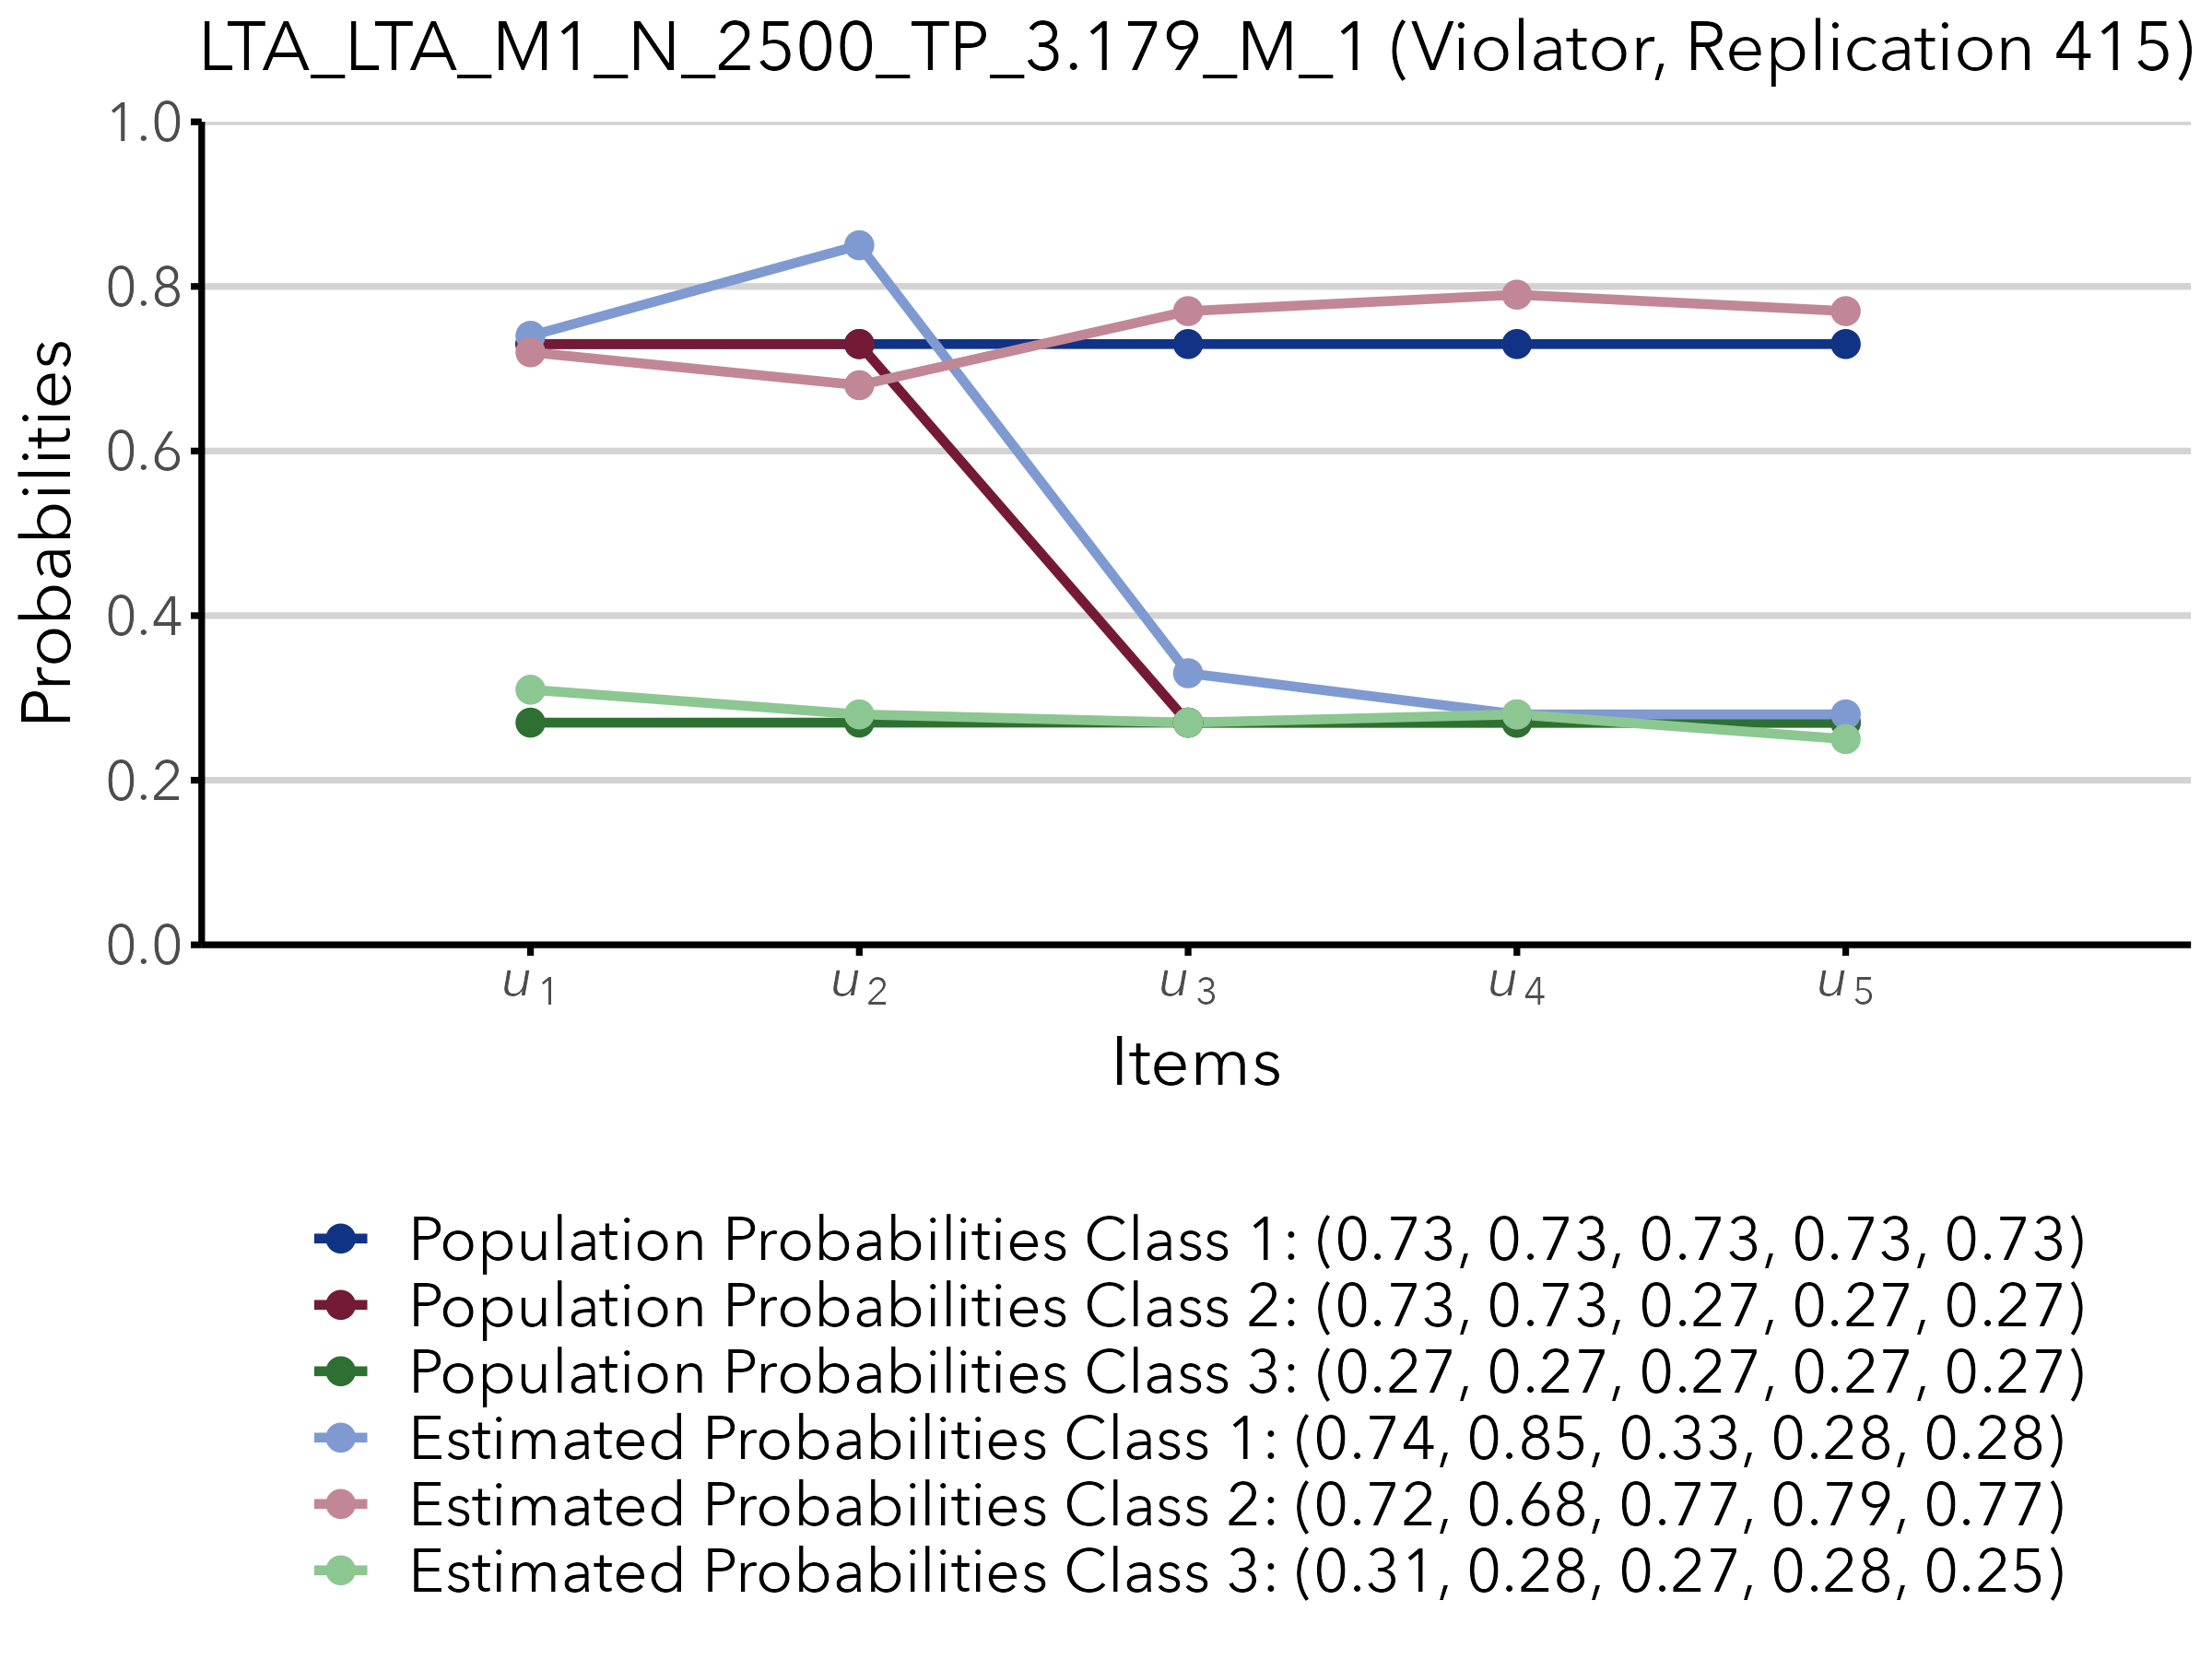 LTA_LTA_M1_N_2500_TP_3.179_M_1 (Violator, Replication 415)
1.0
0.8
0.6
0.4
0.2
0.0
Probabilities
u1 u2 u3 u4 u5
Items
Population Probabilities Class 1: (0.73, 0.73, 0.73, 0.73, 0.73)
Population Probabilities Class 2: (0.73, 0.73, 0.27, 0.27, 0.27)
Population Probabilities Class 3: (0.27, 0.27, 0.27, 0.27, 0.27)
Estimated Probabilities Class 1: (0.74, 0.85, 0.33, 0.28, 0.28)
Estimated Probabilities Class 2: (0.72, 0.68, 0.77, 0.79, 0.77)
Estimated Probabilities Class 3: (0.31, 0.28, 0.27, 0.28, 0.25)